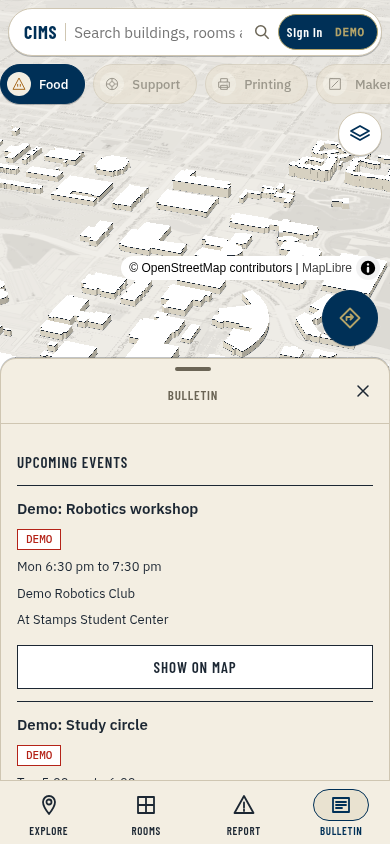 CIMS
Search buildings, rooms
Sign In DEMO
Food
Support
Printing
Maker
© OpenStreetMap contributors | MapLibre
BULLETIN
UPCOMING EVENTS
Demo: Robotics workshop
DEMO
Mon 6:30 pm to 7:30 pm
Demo Robotics Club
At Stamps Student Center
SHOW ON MAP
Demo: Study circle
DEMO
EXPLORE
ROOMS
REPORT
BULLETIN